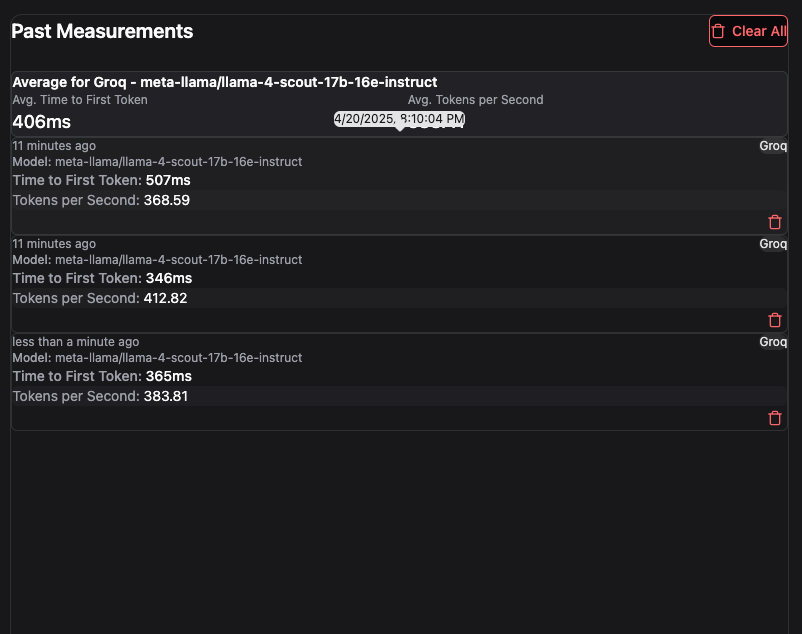 Past Measurements
Clear All
Average for Groq - meta-llama/llama-4-scout-17b-16e-instruct
Avg. Time to First Token
Avg. Tokens per Second
406ms
4/20/2025, 8:10:04 PM
11 minutes ago
Groq
Model: meta-llama/llama-4-scout-17b-16e-instruct
Time to First Token: 507ms
Tokens per Second: 368.59
11 minutes ago
Groq
Model: meta-llama/llama-4-scout-17b-16e-instruct
Time to First Token: 346ms
Tokens per Second: 412.82
less than a minute ago
Groq
Model: meta-llama/llama-4-scout-17b-16e-instruct
Time to First Token: 365ms
Tokens per Second: 383.81